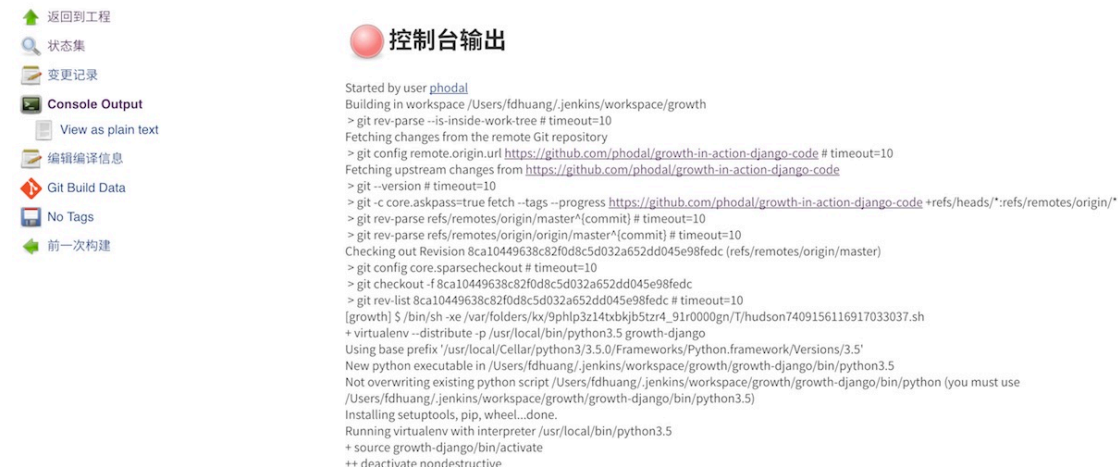 返回到工程
状态集
变更记录
Console Output
View as plain text
编辑编译信息
Git Build Data
No Tags
前一次构建
控制台输出
Started by user phodal
Building in workspace /Users/fdhuang/.jenkins/workspace/growth
> git rev-parse --is-inside-work-tree # timeout=10
Fetching changes from the remote Git repository
> git config remote.origin.url https://github.com/phodal/growth-in-action-django-code # timeout=10
Fetching upstream changes from https://github.com/phodal/growth-in-action-django-code
> git --version # timeout=10
> git -c core.askpass=true fetch --tags --progress https://github.com/phodal/growth-in-action-django-code +refs/heads/*:refs/remotes/origin/*
> git rev-parse refs/remotes/origin/master^{commit} # timeout=10
> git rev-parse refs/remotes/origin/origin/master^{commit} # timeout=10
Checking out Revision 8ca10449638c82f0d8c5d032a652dd045e98fedc (refs/remotes/origin/master)
> git config core.sparsecheckout # timeout=10
> git checkout -f 8ca10449638c82f0d8c5d032a652dd045e98fedc
> git rev-list 8ca10449638c82f0d8c5d032a652dd045e98fedc # timeout=10
[growth] $ /bin/sh -xe /var/folders/kx/9phlp3z14txbkjb5tzr4_91r0000gn/T/hudson7409156116917033037.sh
+ virtualenv --distribute -p /usr/local/bin/python3.5 growth-django
Using base prefix '/usr/local/Cellar/python3/3.5.0/Frameworks/Python.framework/Versions/3.5'
New python executable in /Users/fdhuang/.jenkins/workspace/growth/growth-django/bin/python3.5
Not overwriting existing python script /Users/fdhuang/.jenkins/workspace/growth/growth-django/bin/python (you must use
/Users/fdhuang/.jenkins/workspace/growth/growth-django/bin/python3.5)
Installing setuptools, pip, wheel...done.
Running virtualenv with interpreter /usr/local/bin/python3.5
+ source growth-django/bin/activate
++ deactivate nondestructive